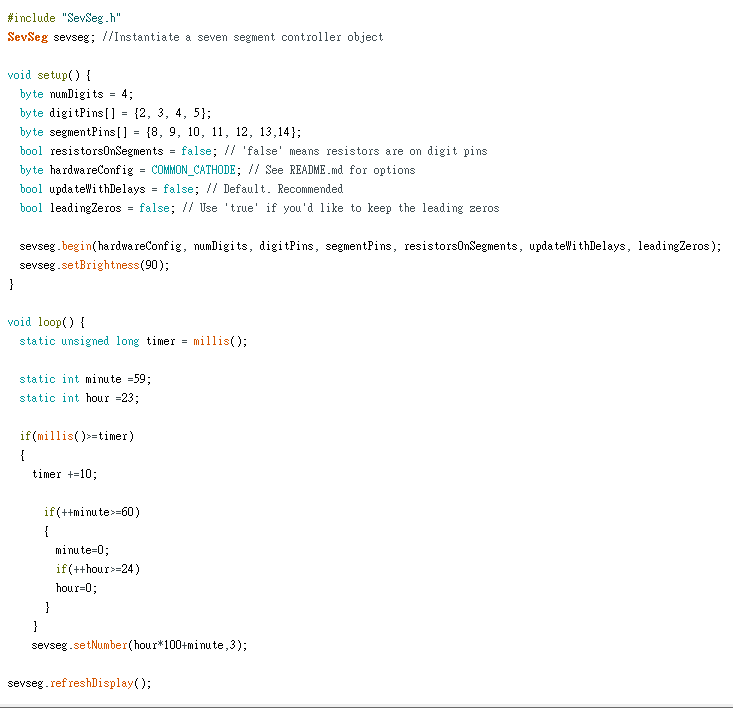 #include "SevSeg.h"
SevSeg sevseg; //Instantiate a seven segment controller object
void setup() {
byte numDigits = 4;
byte digitPins[] = {2, 3, 4, 5};
byte segmentPins[] = {8, 9, 10, 11, 12, 13,14};
bool resistorsOnSegments = false; // 'false' means resistors are on digit pins
byte hardwareConfig = COMMON_CATHODE; // See README.md for options
bool updateWithDelays = false; // Default. Recommended
bool leadingZeros = false; // Use 'true' if you'd like to keep the leading zeros
sevseg.begin(hardwareConfig, numDigits, digitPins, segmentPins, resistorsOnSegments, updateWithDelays, leadingZeros);
sevseg.setBrightness(90);
}
void loop() {
static unsigned long timer = millis();
static int minute =59;
static int hour =23;
if(millis()>=timer)
{
timer +=10;
if(++minute>=60)
{
minute=0;
if(++hour>=24)
hour=0;
}
}
sevseg.setNumber(hour*100+minute,3);
sevseg.refreshDisplay();